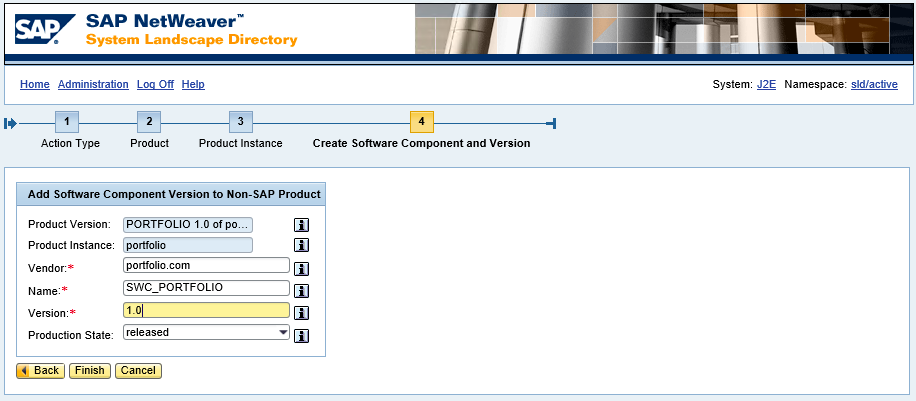 SAP
SAP NetWeaver™
System Landscape Directory
Home Administration Log Off Help
System: J2E Namespace: sld/active
1 2 3 4
Action Type Product Product Instance Create Software Component and Version
Add Software Component Version to Non-SAP Product
Product Version: PORTFOLIO 1.0 of po...
Product Instance: portfolio
Vendor:* portfolio.com
Name:* SWC_PORTFOLIO
Version:* 1.0
Production State: released
Back Finish Cancel